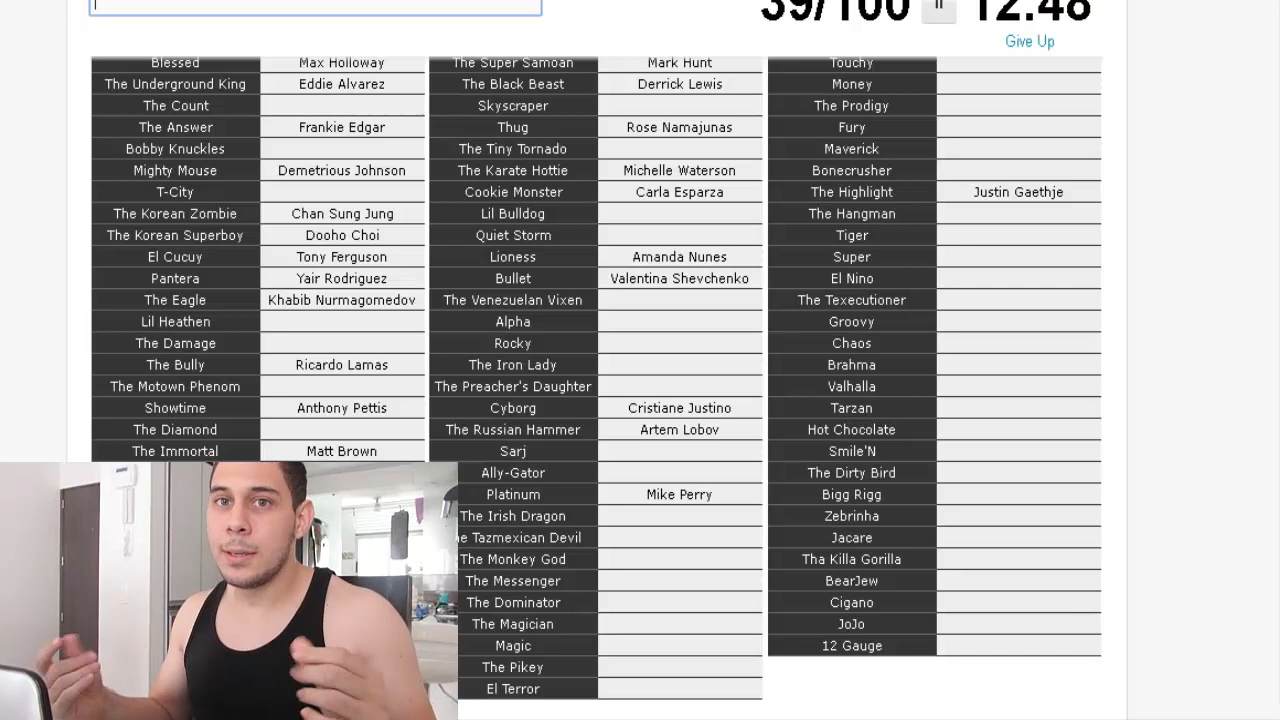 39/100 12:48
Give Up
Blessed Max Holloway The Super Samoan Mark Hunt Touchy
The Underground King Eddie Alvarez The Black Beast Derrick Lewis Money
The Count Skyscraper The Prodigy
The Answer Frankie Edgar Thug Rose Namajunas Fury
Bobby Knuckles The Tiny Tornado Maverick
Mighty Mouse Demetrious Johnson The Karate Hottie Michelle Waterson Bonecrusher
T-City Cookie Monster Carla Esparza The Highlight Justin Gaethje
The Korean Zombie Chan Sung Jung Lil Bulldog The Hangman
The Korean Superboy Dooho Choi Quiet Storm Tiger
El Cucuy Tony Ferguson Lioness Amanda Nunes Super
Pantera Yair Rodriguez Bullet Valentina Shevchenko El Nino
The Eagle Khabib Nurmagomedov The Venezuelan Vixen The Texecutioner
Lil Heathen Alpha Groovy
The Damage Rocky Chaos
The Bully Ricardo Lamas The Iron Lady Brahma
The Motown Phenom The Preacher's Daughter Valhalla
Showtime Anthony Pettis Cyborg Cristiane Justino Tarzan
The Diamond The Russian Hammer Artem Lobov Hot Chocolate
The Immortal Matt Brown Sarj Smile'N
Ally-Gator The Dirty Bird
Platinum Mike Perry Bigg Rigg
The Irish Dragon Zebrinha
e Tazmexican Devil Jacare
The Monkey God Tha Killa Gorilla
The Messenger BearJew
The Dominator Cigano
The Magician JoJo
Magic 12 Gauge
The Pikey
El Terror